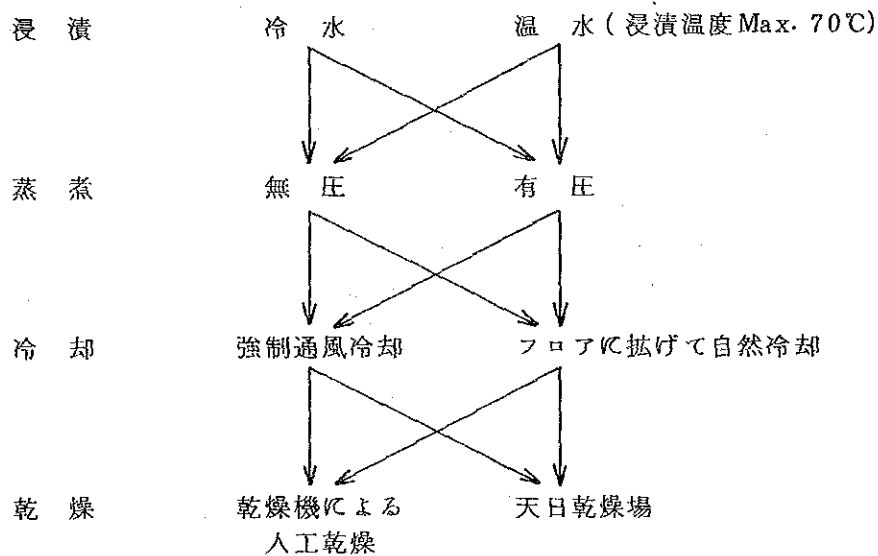 浸漬 冷水 温水(浸漬温度Max. 70℃)
蒸煮 無圧 有圧
冷却 強制通風冷却 フロアに拡げて自然冷却
乾燥 乾燥機による 天日乾燥場
人工乾燥